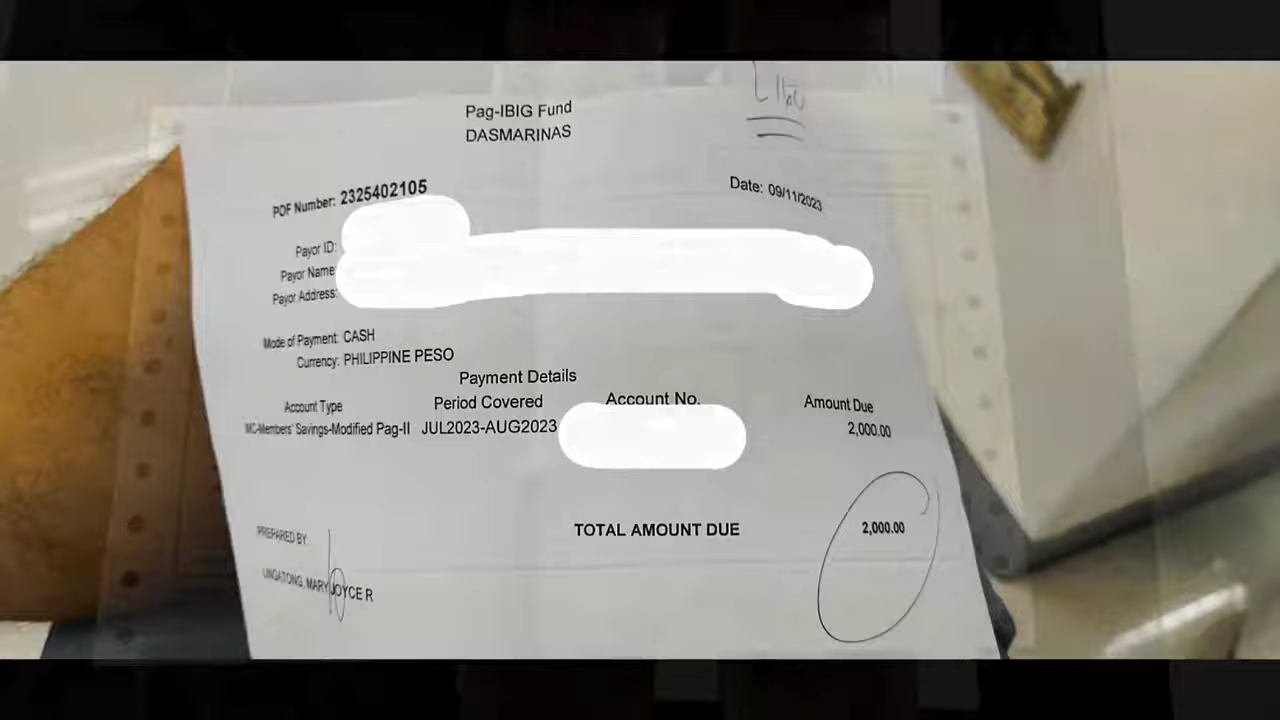 Pag-IBIG Fund
DASMARINAS
PDF Number: 2325402105
Date: 09/11/2023
Payor ID:
Payor Name
Payor Address:
Mode of Payment: CASH
Currency: PHILIPPINE PESO
Payment Details
Account Type Period Covered Account No. Amount Due
MC-Members' Savings-Modified Pag-II JUL2023-AUG2023 2,000.00
TOTAL AMOUNT DUE 2,000.00
PREPARED BY
LINGATONG, MARY JOYCE R